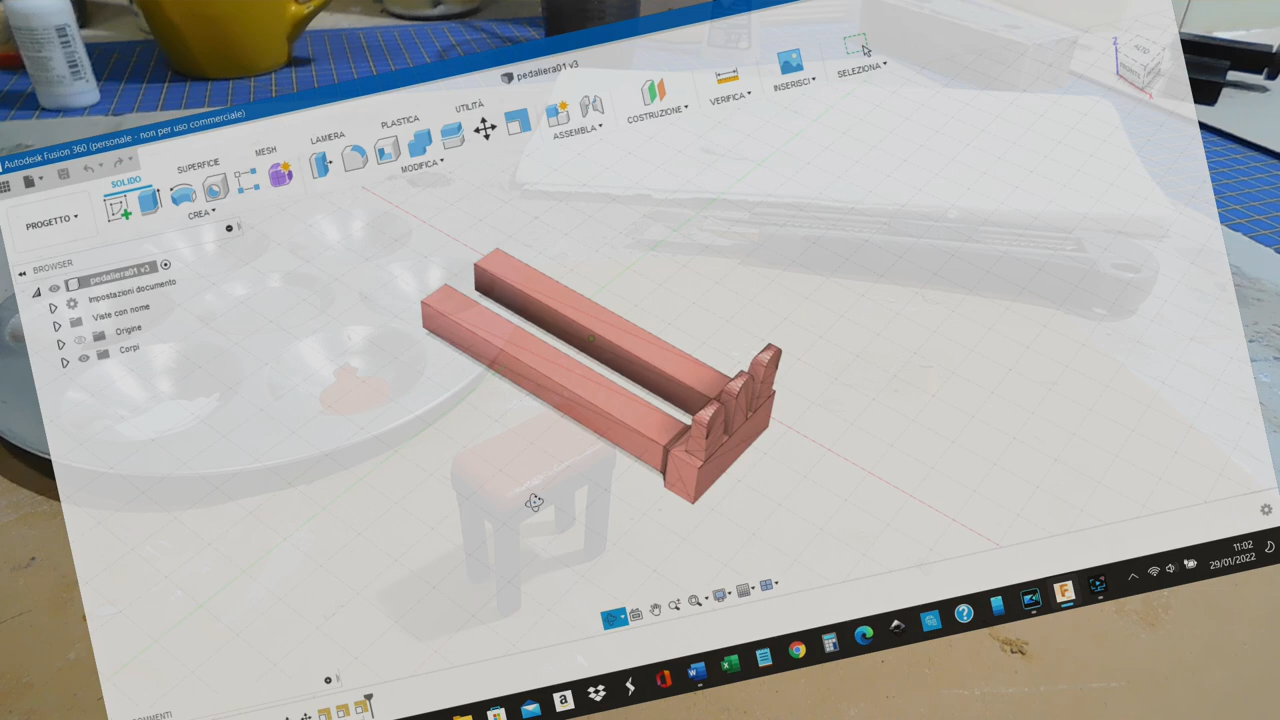 pedaliera01 v3
Autodesk Fusion 360 (personale - non per uso commerciale)
SOLIDO
SUPERFICIE
MESH
LAMIERA
PLASTICA
UTILITÀ
PROGETTO
CREA
MODIFICA
ASSEMBLA
COSTRUZIONE
VERIFICA
INSERISCI
SELEZIONA
Z
ALTO
FRONTE
BROWSER
pedaliera01 v3
Impostazioni documento
Viste con nome
Origine
Corpi
11:02
29/01/2022